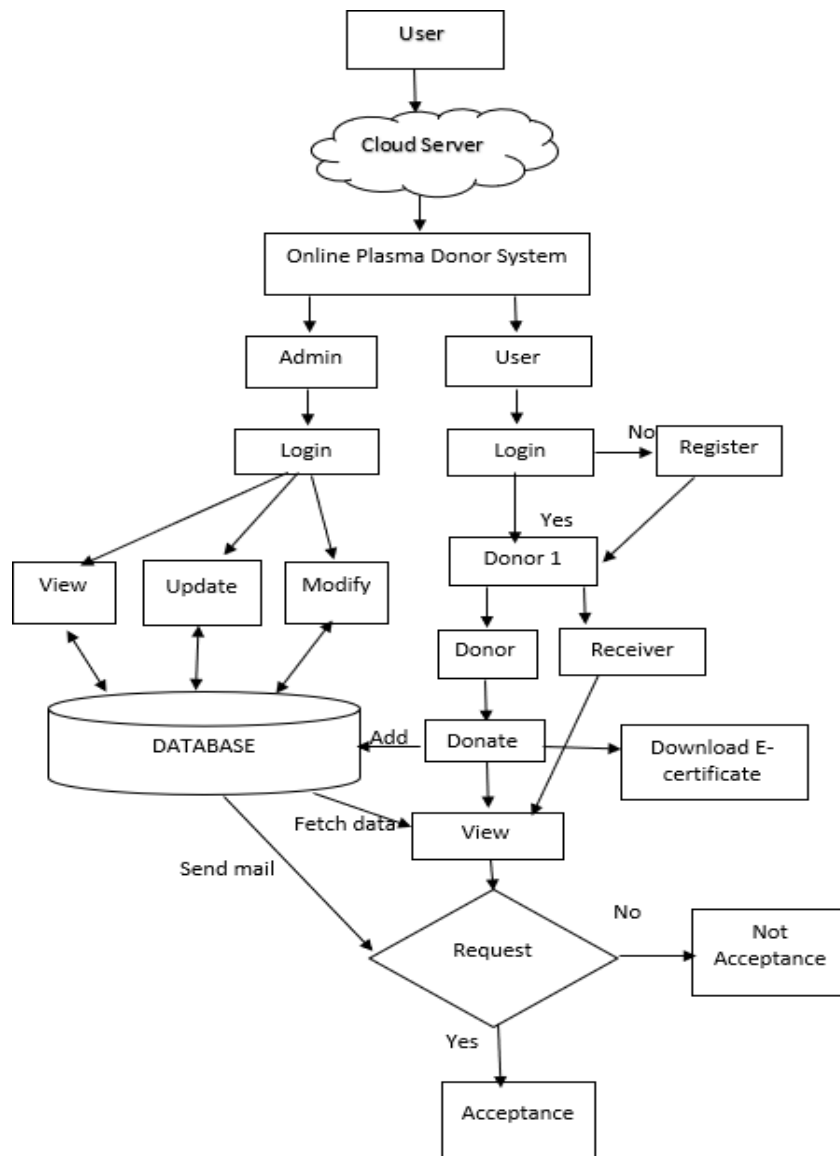 User
Cloud Server
Online Plasma Donor System
Admin
User
Login
Login
No
Register
Yes
Donor 1
View
Update
Modify
Donor
Receiver
DATABASE
Add
Donate
Download E-
certificate
Fetch data
View
Send mail
Request
No
Not
Acceptance
Yes
Acceptance